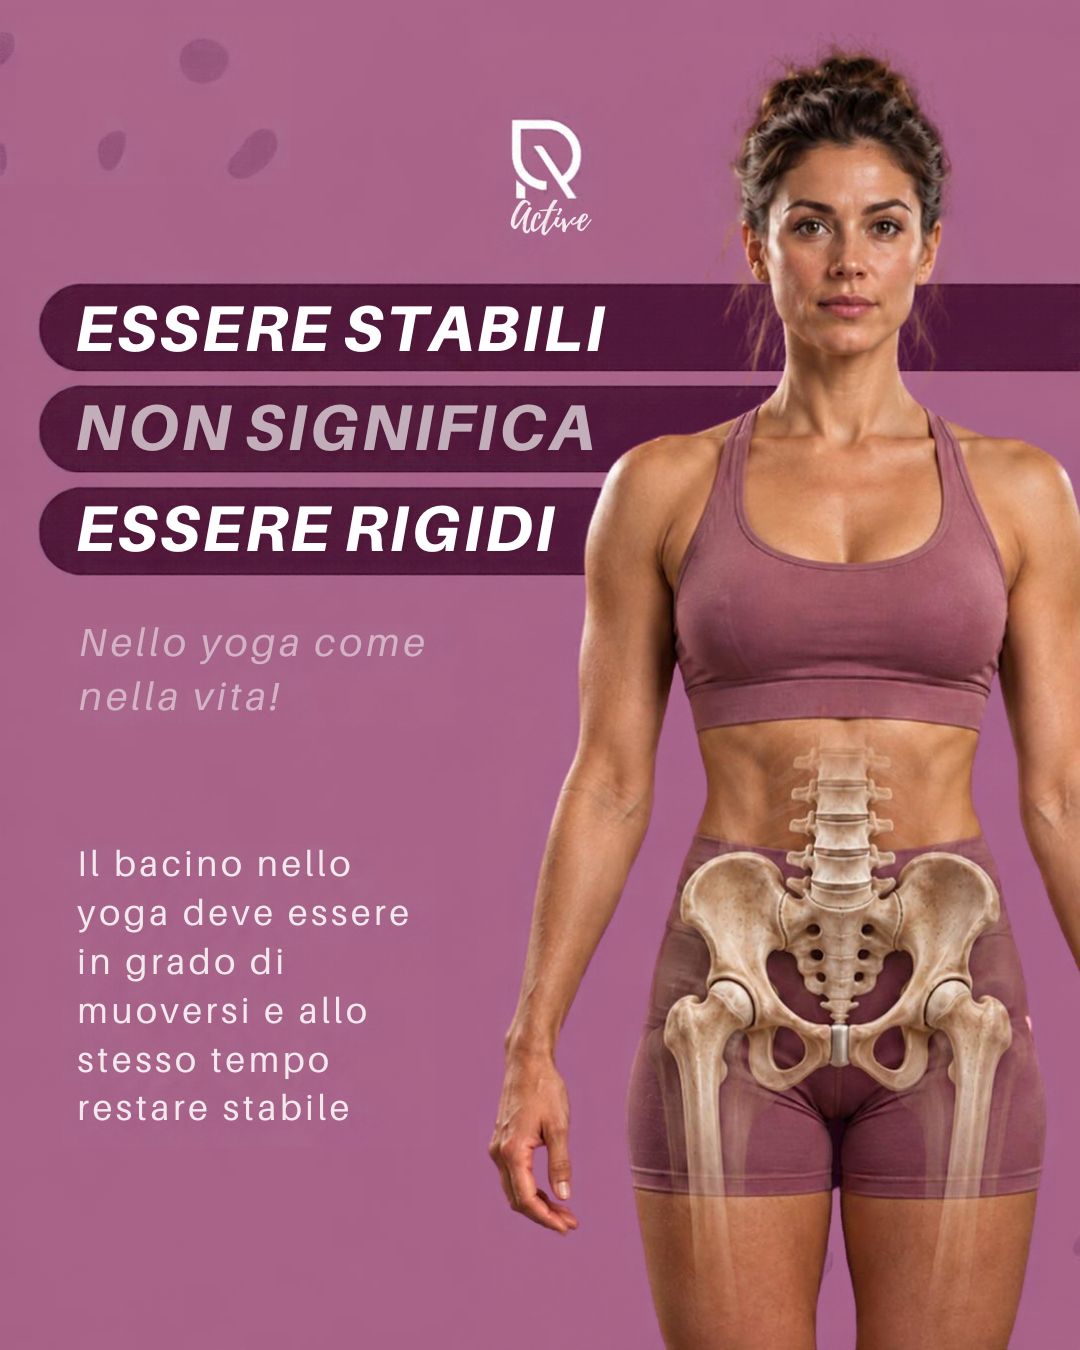 Active
ESSERE STABILI
NON SIGNIFICA
ESSERE RIGIDI
Nello yoga come
nella vita!
Il bacino nello
yoga deve essere
in grado di
muoversi e allo
stesso tempo
restare stabile